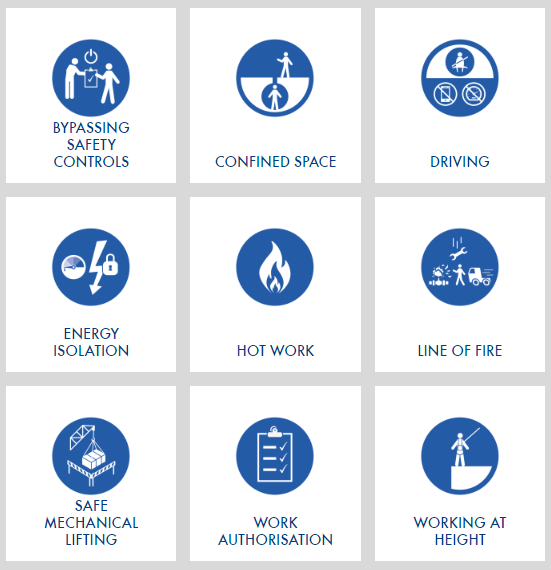 BYPASSING
SAFETY
CONTROLS
CONFINED SPACE
DRIVING
ENERGY
ISOLATION
HOT WORK
LINE OF FIRE
SAFE
MECHANICAL
LIFTING
WORK
AUTHORISATION
WORKING AT
HEIGHT